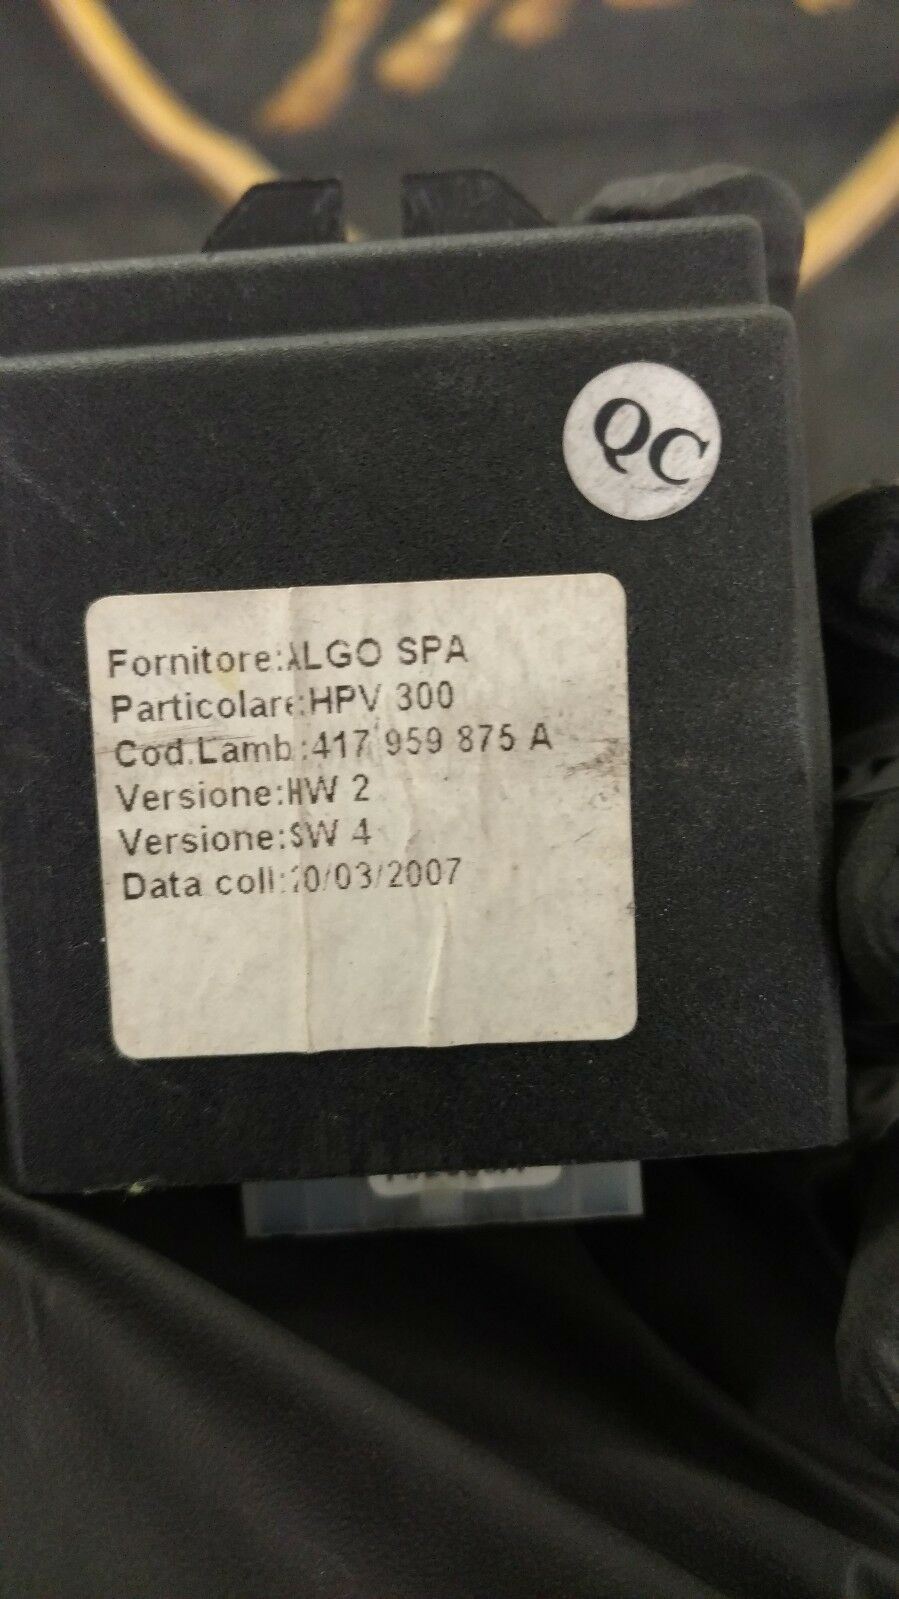 QC
Fornitore:ALGO SPA
Particolare:HPV 300
Cod.Lamb.:417 959 875 A
Versione:HW 2
Versione:SW 4
Data coll:20/03/2007